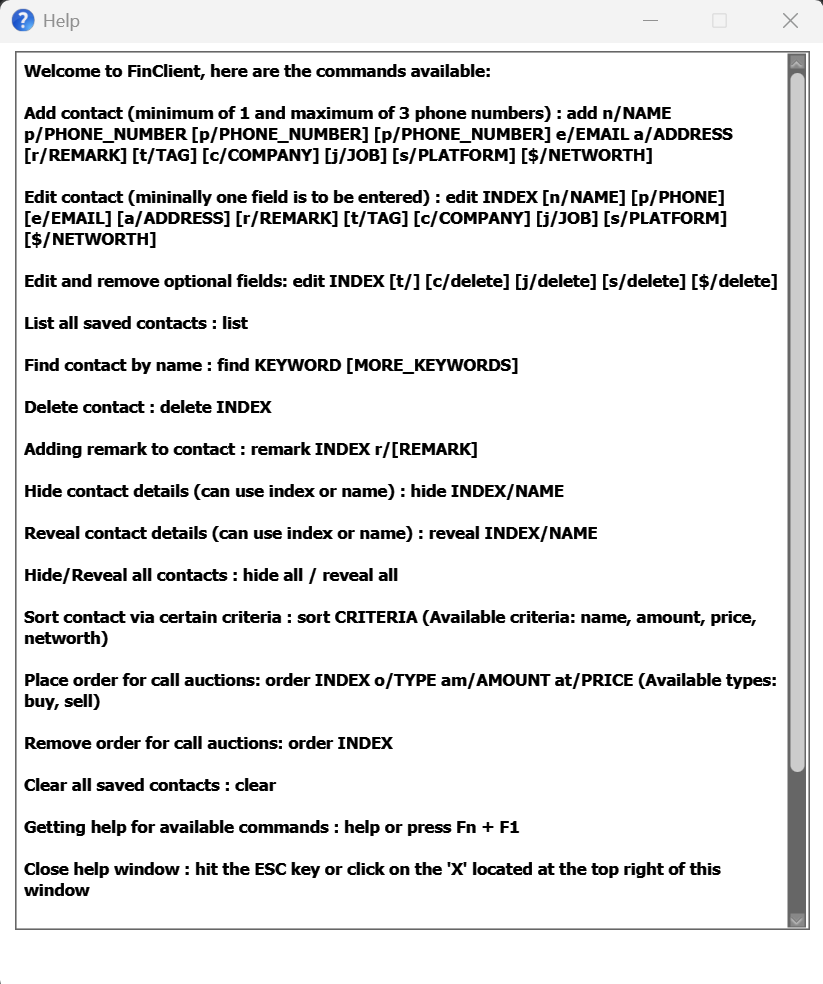 Help
Welcome to FinClient, here are the commands available:
Add contact (minimum of 1 and maximum of 3 phone numbers) : add n/NAME
p/PHONE_NUMBER [p/PHONE_NUMBER] [p/PHONE_NUMBER] e/EMAIL a/ADDRESS
[r/REMARK] [t/TAG] [c/COMPANY] [j/JOB] [s/PLATFORM] [$/NETWORTH]
Edit contact (mininally one field is to be entered) : edit INDEX [n/NAME] [p/PHONE]
[e/EMAIL] [a/ADDRESS] [r/REMARK] [t/TAG] [c/COMPANY] [j/JOB] [s/PLATFORM]
[$/NETWORTH]
Edit and remove optional fields: edit INDEX [t/] [c/delete] [j/delete] [s/delete] [$/delete]
List all saved contacts : list
Find contact by name : find KEYWORD [MORE_KEYWORDS]
Delete contact : delete INDEX
Adding remark to contact : remark INDEX r/[REMARK]
Hide contact details (can use index or name) : hide INDEX/NAME
Reveal contact details (can use index or name) : reveal INDEX/NAME
Hide/Reveal all contacts : hide all / reveal all
Sort contact via certain criteria : sort CRITERIA (Available criteria: name, amount, price,
networth)
Place order for call auctions: order INDEX o/TYPE am/AMOUNT at/PRICE (Available types:
buy, sell)
Remove order for call auctions: order INDEX
Clear all saved contacts : clear
Getting help for available commands : help or press Fn + F1
Close help window : hit the ESC key or click on the 'X' located at the top right of this
window